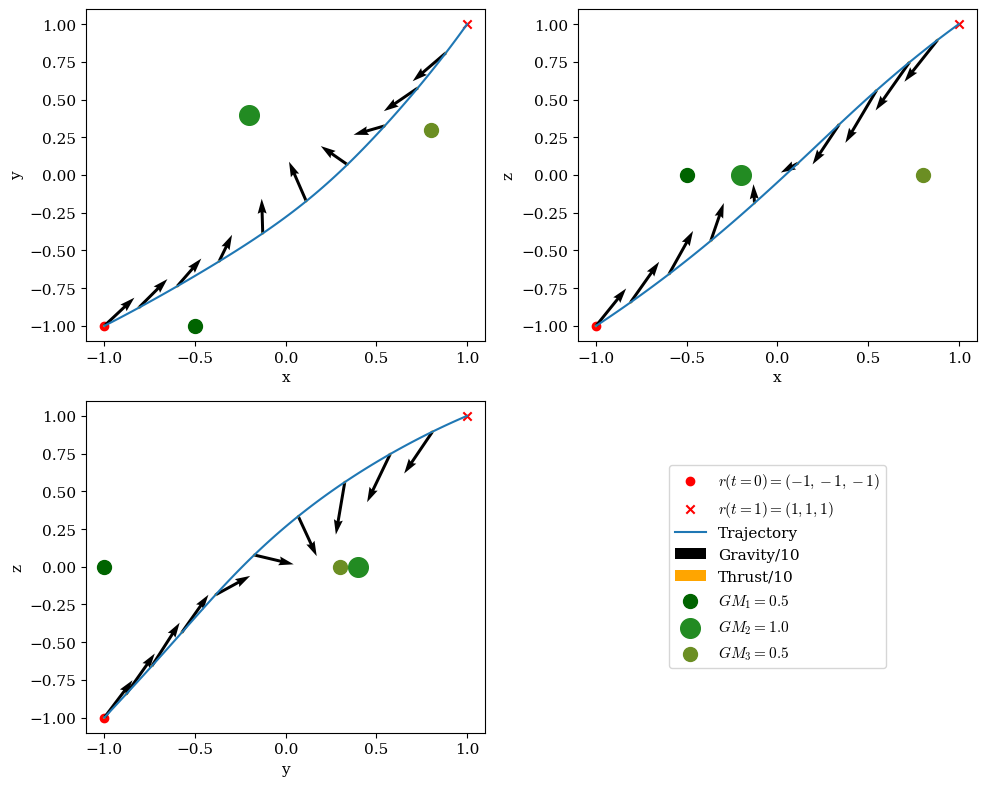 1.00
0.75
0.50
0.25
0.00
−0.25
−0.50
−0.75
−1.00
y
−1.0 −0.5 0.0 0.5 1.0
x
1.00
0.75
0.50
0.25
0.00
−0.25
−0.50
−0.75
−1.00
z
−1.0 −0.5 0.0 0.5 1.0
x
1.00
0.75
0.50
0.25
0.00
−0.25
−0.50
−0.75
−1.00
z
−1.0 −0.5 0.0 0.5 1.0
y
r(t = 0) = (−1, −1, −1)
r(t = 1) = (1, 1, 1)
Trajectory
Gravity/10
Thrust/10
GM₁ = 0.5
GM₂ = 1.0
GM₃ = 0.5